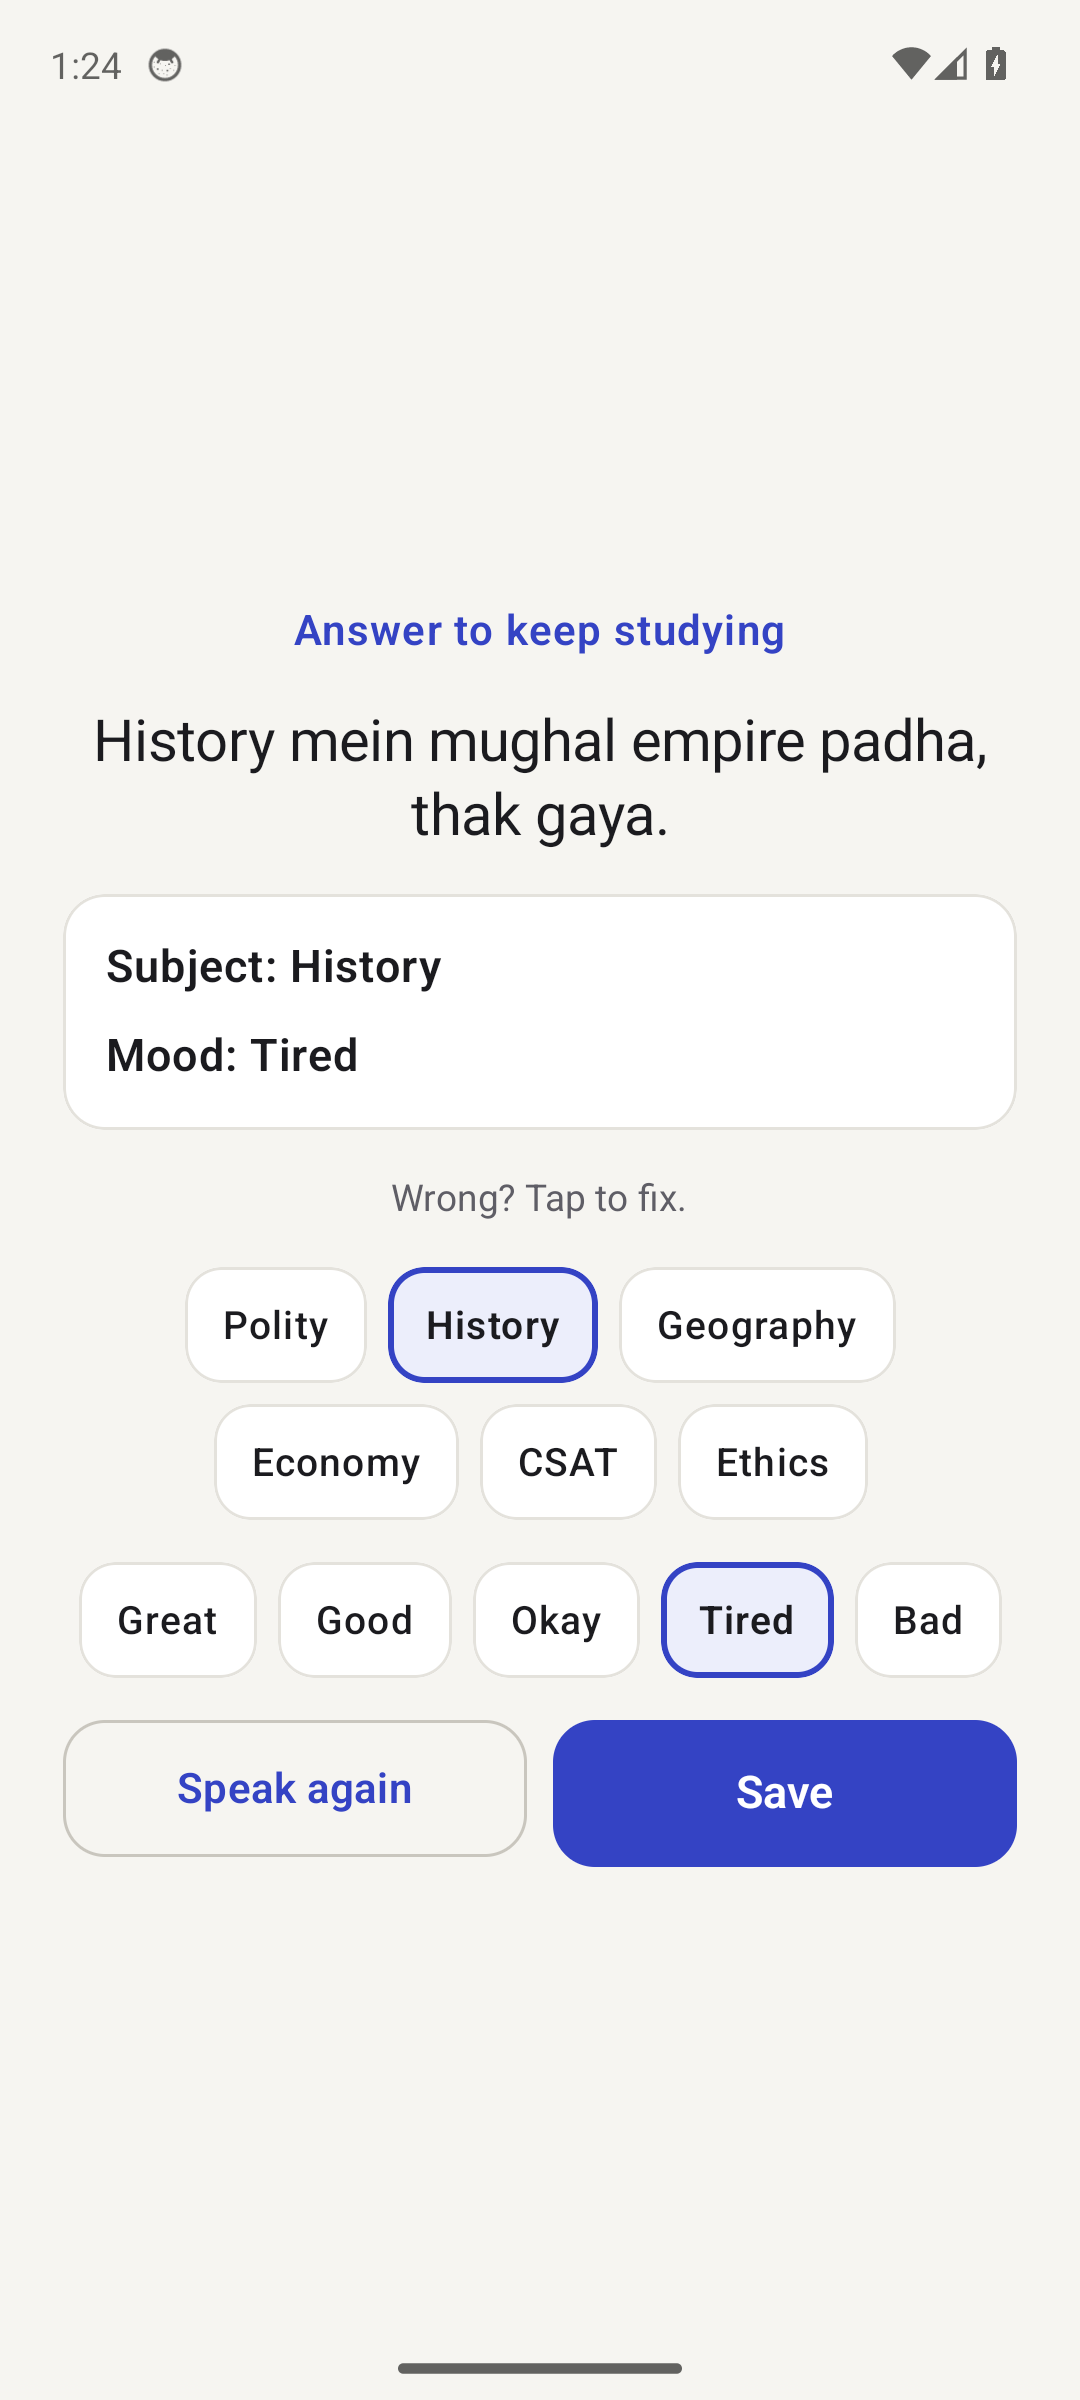 1:24
Answer to keep studying
History mein mughal empire padha,
thak gaya.
Subject: History
Mood: Tired
Wrong? Tap to fix.
Polity History Geography
Economy CSAT Ethics
Great Good Okay Tired Bad
Speak again Save